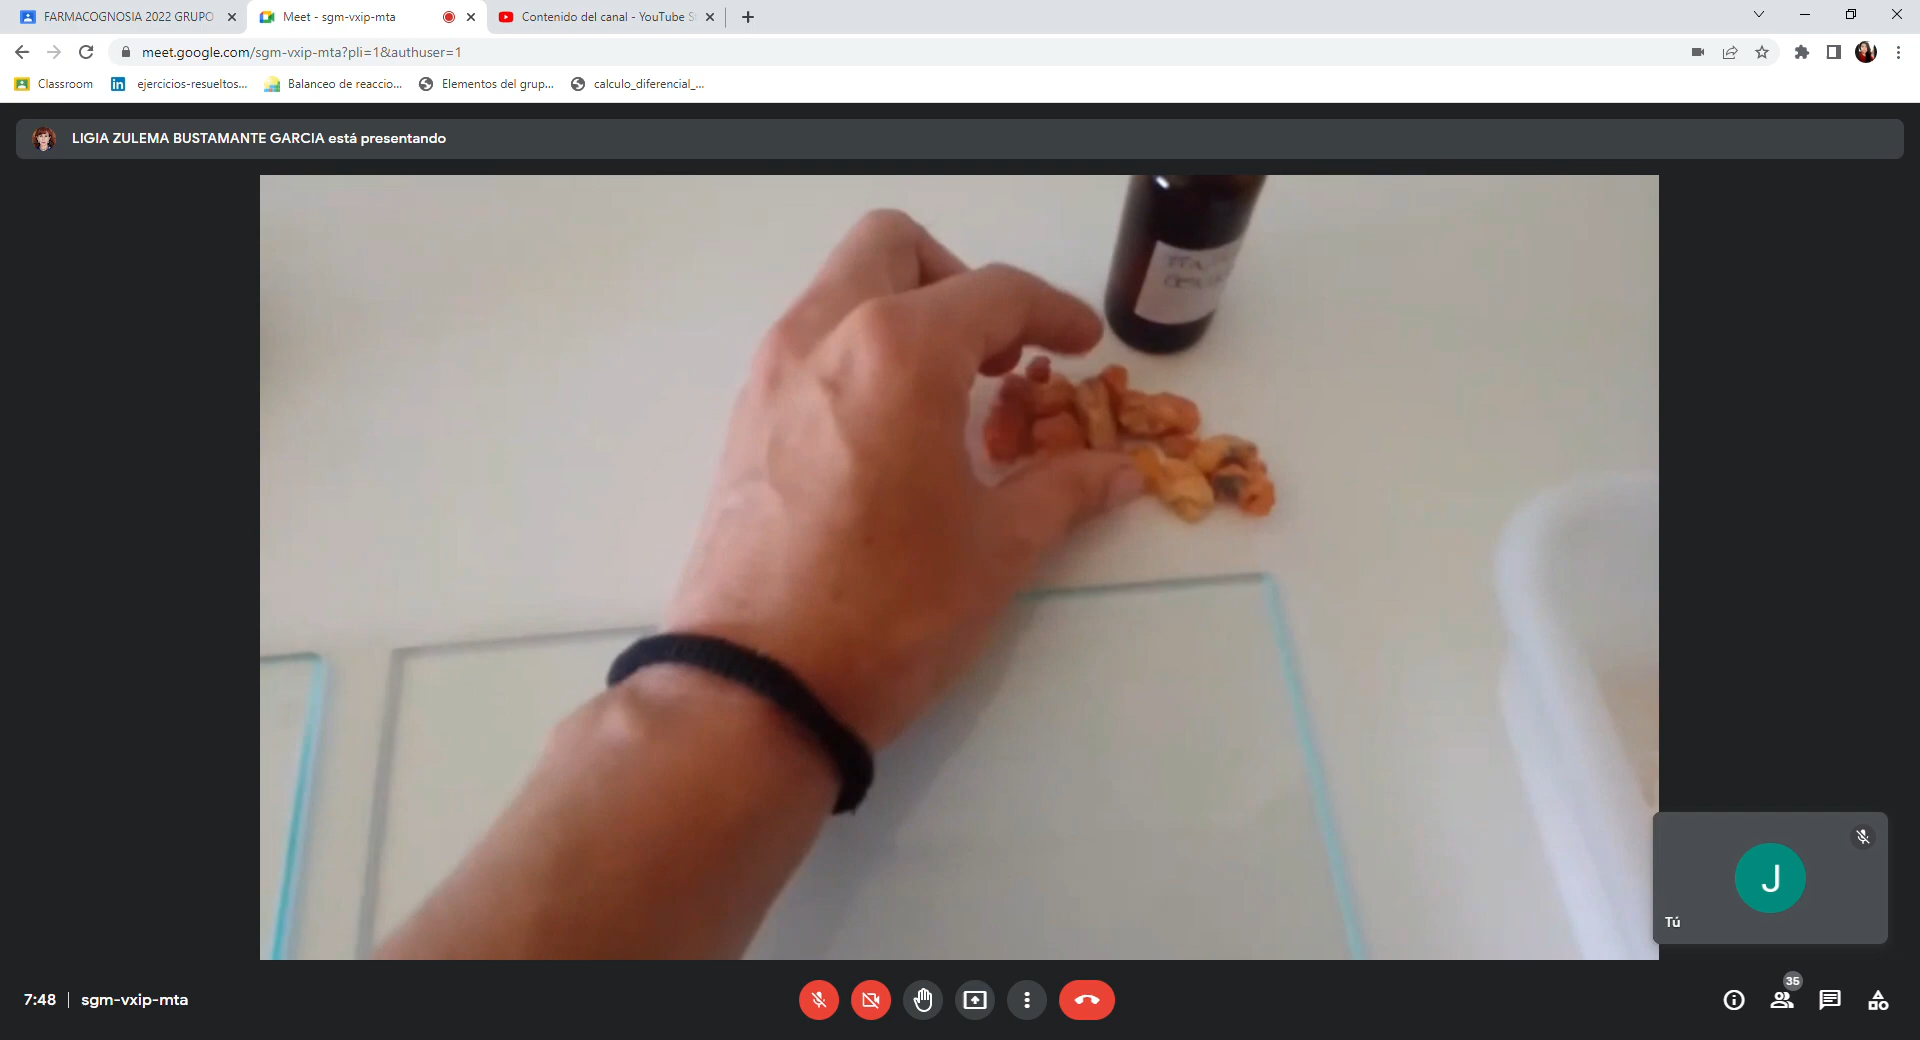 FARMACOGNOSIA 2022 GRUPO
Meet - sgm-vxip-mta
Contenido del canal - YouTube S
meet.google.com/sgm-vxip-mta?pli=1&authuser=1
Classroom
ejercicios-resueltos...
Balanceo de reaccio...
Elementos del grup...
calculo_diferencial_...
LIGIA ZULEMA BUSTAMANTE GARCIA está presentando
J
Tú
7:48
sgm-vxip-mta
35